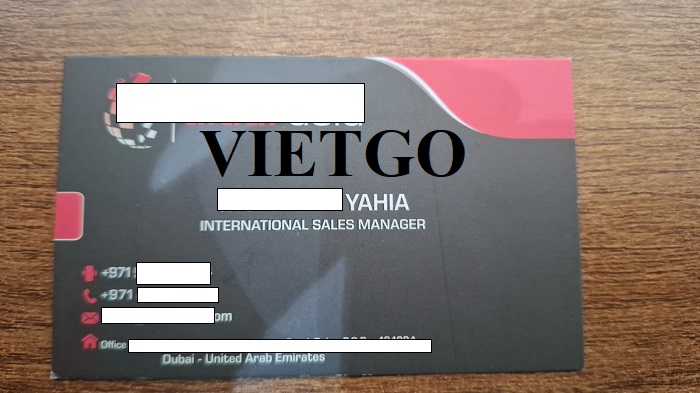 VIETGO
YAHIA
INTERNATIONAL SALES MANAGER
+971
+971
om
Office
Dubai - United Arab Emirates